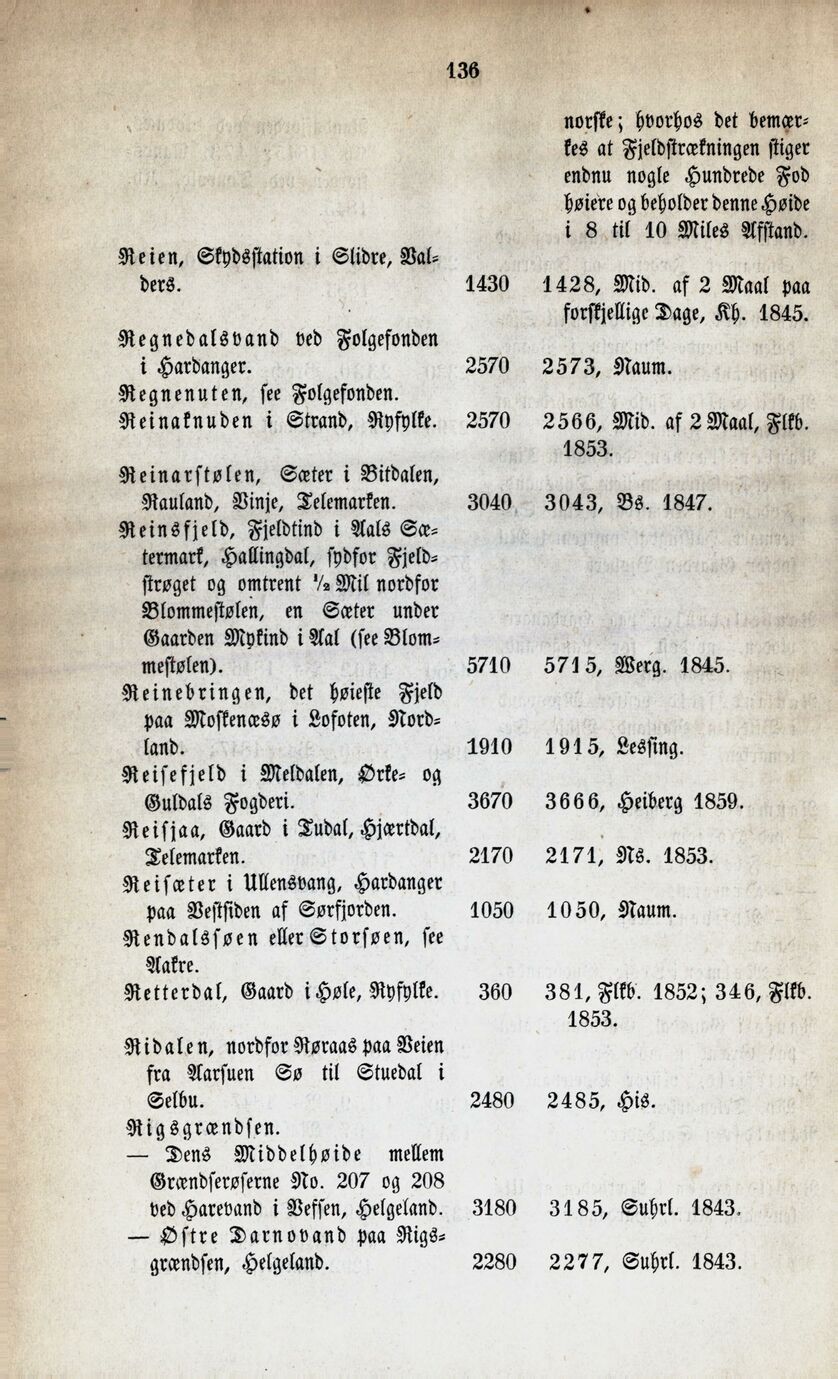 136
norske; hvorhos det bemær-
kes at Fjeldstrækningen stiger
endnu nogle Hundrede Fod
høiere og beholder denne Høide
i 8 til 10 Miles Afstand.
Reien, Skydsstation i Slidre, Val-
ders. 1430 1428, Mid. af 2 Maal paa
forskjellige Dage, Kh. 1845.
Regnedalsvand ved Folgefonden
i Hardanger. 2570 2573, Naum.
Regnenuten, see Folgefonden.
Reinaknuden i Strand, Ryfylke. 2570 2566, Mid. af 2 Maal, Flkb.
1853.
Reinarstølen, Sæter i Bitdalen,
Rauland, Vinje, Telemarken. 3040 3043, Bs. 1847.
Reinsfjeld, Fjeldtind i Aals Sæ-
termark, Hallingdal, sydfor Fjeld-
strøget og omtrent ½ Mil nordfor
Blommestølen, en Sæter under
Gaarden Mykind i Aal (see Blom-
mestølen). 5710 5715, Werg. 1845.
Reinebringen, det høieste Fjeld
paa Moskenæsø i Lofoten, Nord-
land. 1910 1915, Lessing.
Reisefjeld i Meldalen, Ørke- og
Guldals Fogderi. 3670 3666, Heiberg 1859.
Reisjaa, Gaard i Tudal, Hjærtdal,
Telemarken. 2170 2171, Ns. 1853.
Reisæter i Ullensvang, Hardanger
paa Vestsiden af Sørfjorden. 1050 1050, Naum.
Rendalssøen eller Storsøen, see
Aakre.
Retterdal, Gaard i Høle, Ryfylke. 360 381, Flkb. 1852; 346, Flkb.
1853.
Ridalen, nordfor Røraas paa Veien
fra Aarsuen Sø til Stuedal i
Selbu. 2480 2485, His.
Rigsgrændsen.
— Dens Middelhøide mellem
Grændserøserne No. 207 og 208
ved Harevand i Vefsen, Helgeland. 3180 3185, Suhrl. 1843.
— Østre Darnovand paa Rigs-
grændsen, Helgeland. 2280 2277, Suhrl. 1843.